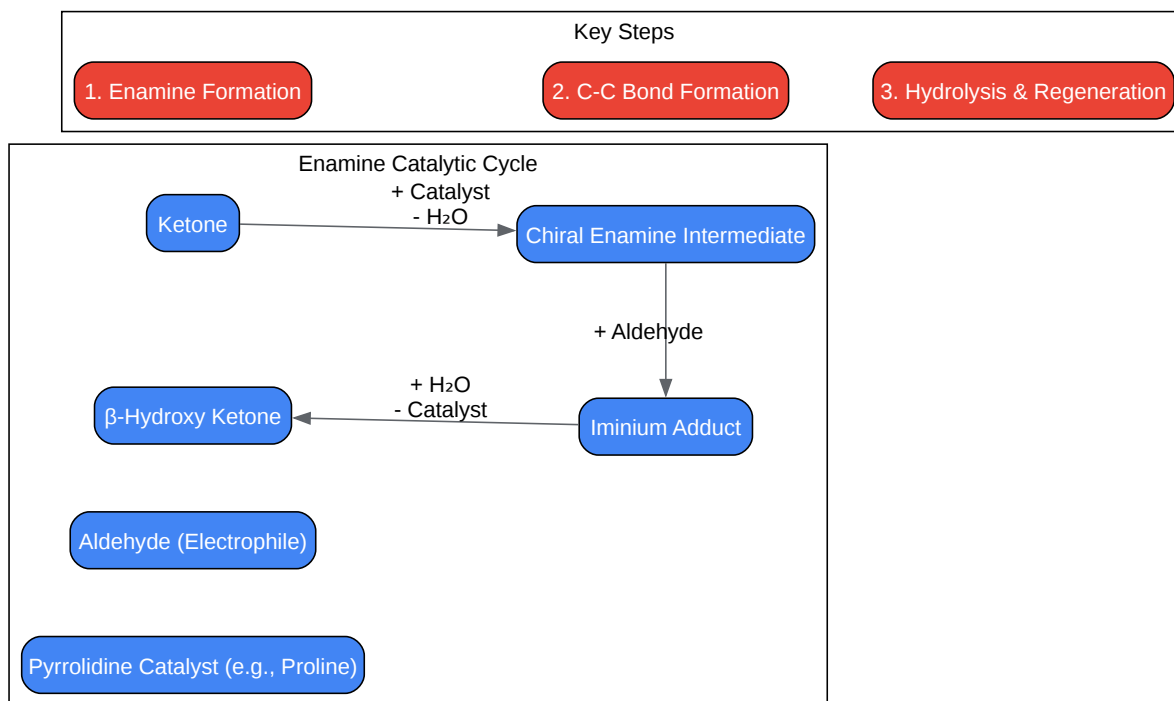 Key Steps
1. Enamine Formation
2. C-C Bond Formation
3. Hydrolysis & Regeneration
Enamine Catalytic Cycle
+ Catalyst
- H₂O
Ketone
Chiral Enamine Intermediate
+ Aldehyde
+ H₂O
- Catalyst
β-Hydroxy Ketone
Iminium Adduct
Aldehyde (Electrophile)
Pyrrolidine Catalyst (e.g., Proline)